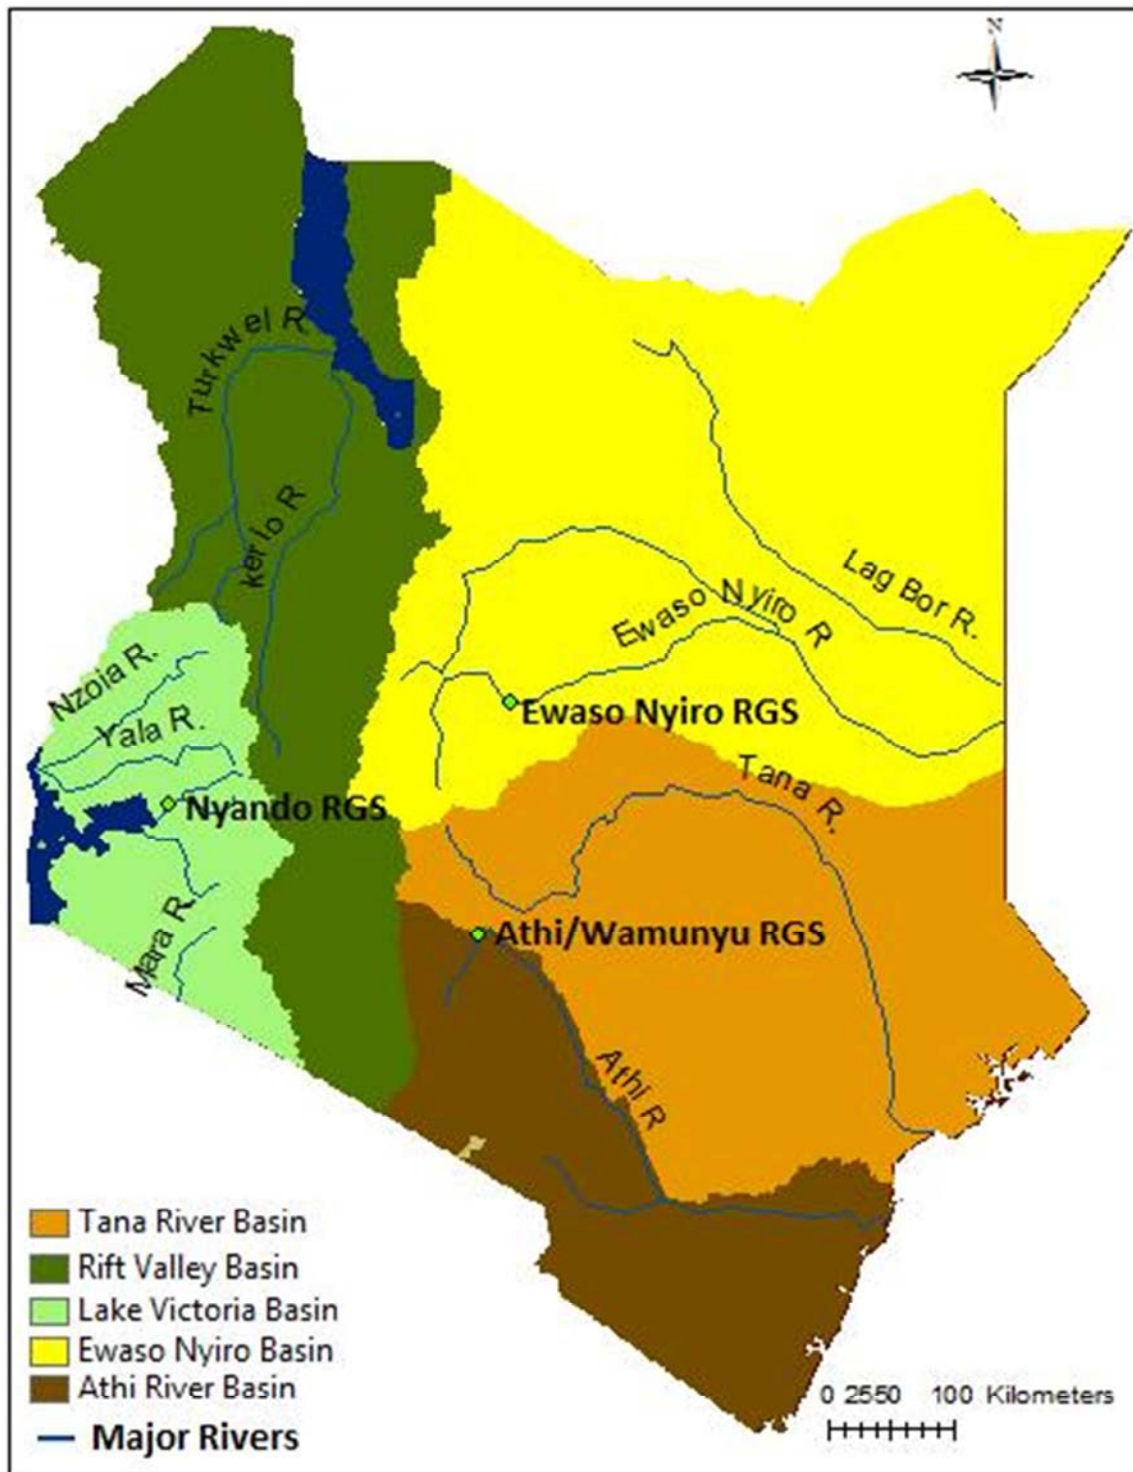 N
Turkwel R.
kerlo R
Lag Bor R.
Ewaso Nyiro R
Nzoia R.
Yala R.
Ewaso Nyiro RGS
Tana R.
Nyando RGS
Mara R.
Athi/Wamunyu RGS
Athi R
Tana River Basin
Rift Valley Basin
Lake Victoria Basin
Ewaso Nyiro Basin
Athi River Basin
Major Rivers
0 2550 100 Kilometers